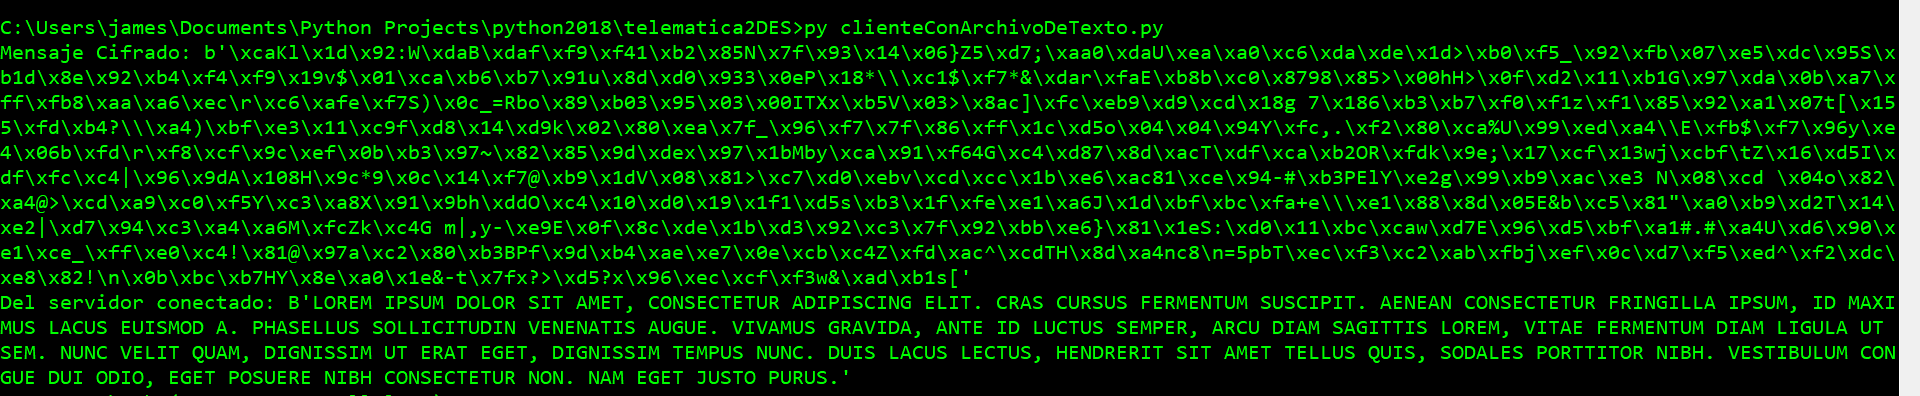 C:\Users\james\Documents\Python Projects\python2018\telematica2DES>py clienteConArchivoDeTexto.py
Mensaje Cifrado: b'\xcaKl\x1d\x92:W\xdaB\xdaf\xf9\xf41\xb2\x85N\x7f\x93\x14\x06}Z5\xd7;\xaa0\xdaU\xea\xa0\xc6\xda\xde\x1d>\xb0\xf5_\x92\xfb\x07\xe5\xdc\x95S\x
b1d\x8e\x92\xb4\xf4\xf9\x19v$\x01\xca\xb6\xb7\x91u\x8d\xd0\x933\x0eP\x18*\\\xc1$\xf7*&\xdar\xfaE\xb8b\xc0\x8798\x85>\x00hH>\x0f\xd2\x11\xb1G\x97\xda\x0b\xa7\x
ff\xfb8\xaa\xa6\xec\r\xc6\xafe\xf7S)\x0c_=Rbo\x89\xb03\x95\x03\x00ITXx\xb5V\x03>\x8ac]\xfc\xeb9\xd9\xcd\x18g 7\x186\xb3\xb7\xf0\xf1z\xf1\x85\x92\xa1\x07t[\x15
5\xfd\xb4?\\\xa4)\xbf\xe3\x11\xc9f\xd8\x14\xd9k\x02\x80\xea\x7f_\x96\xf7\x7f\x86\xff\x1c\xd5o\x04\x04\x94Y\xfc,.\xf2\x80\xca%U\x99\xed\xa4\\E\xfb$\xf7\x96y\xe
4\x06b\xfd\r\xf8\xcf\x9c\xef\x0b\xb3\x97~\x82\x85\x9d\xdex\x97\x1bMby\xca\x91\xf64G\xc4\xd87\x8d\xacT\xdf\xca\xb2OR\xfdk\x9e;\x17\xcf\x13wj\xcbf\tZ\x16\xd5I\x
df\xfc\xc4|\x96\x9dA\x108H\x9c*9\x0c\x14\xf7@\xb9\x1dV\x08\x81>\xc7\xd0\xebv\xcd\xcc\x1b\xe6\xac81\xce\x94-#\xb3PElY\xe2g\x99\xb9\xac\xe3 N\x08\xcd \x04o\x82\
xa4@>\xcd\xa9\xc0\xf5Y\xc3\xa8X\x91\x9bh\xddO\xc4\x10\xd0\x19\x1f1\xd5s\xb3\x1f\xfe\xe1\xa6J\x1d\xbf\xbc\xfa+e\\\xe1\x88\x8d\x05E&b\xc5\x81"\xa0\xb9\xd2T\x14\
xe2|\xd7\x94\xc3\xa4\xa6M\xfcZk\xc4G m|,y-\xe9E\x0f\x8c\xde\x1b\xd3\x92\xc3\x7f\x92\xbb\xe6}\x81\x1eS:\xd0\x11\xbc\xcaw\xd7E\x96\xd5\xbf\xa1#.#\xa4U\xd6\x90\x
e1\xce_\xff\xe0\xc4!\x81@\x97a\xc2\x80\xb3BPf\x9d\xb4\xae\xe7\x0e\xcb\xc4Z\xfd\xac^\xcdTH\x8d\xa4nc8\n=5pbT\xec\xf3\xc2\xab\xfbj\xef\x0c\xd7\xf5\xed^\xf2\xdc\
xe8\x82!\n\x0b\xbc\xb7HY\x8e\xa0\x1e&-t\x7fx?>\xd5?x\x96\xec\xcf\xf3w&\xad\xb1s['
Del servidor conectado: B'LOREM IPSUM DOLOR SIT AMET, CONSECTETUR ADIPISCING ELIT. CRAS CURSUS FERMENTUM SUSCIPIT. AENEAN CONSECTETUR FRINGILLA IPSUM, ID MAXI
MUS LACUS EUISMOD A. PHASELLUS SOLLICITUDIN VENENATIS AUGUE. VIVAMUS GRAVIDA, ANTE ID LUCTUS SEMPER, ARCU DIAM SAGITTIS LOREM, VITAE FERMENTUM DIAM LIGULA UT
SEM. NUNC VELIT QUAM, DIGNISSIM UT ERAT EGET, DIGNISSIM TEMPUS NUNC. DUIS LACUS LECTUS, HENDRERIT SIT AMET TELLUS QUIS, SODALES PORTTITOR NIBH. VESTIBULUM CON
GUE DUI ODIO, EGET POSUERE NIBH CONSECTETUR NON. NAM EGET JUSTO PURUS.'